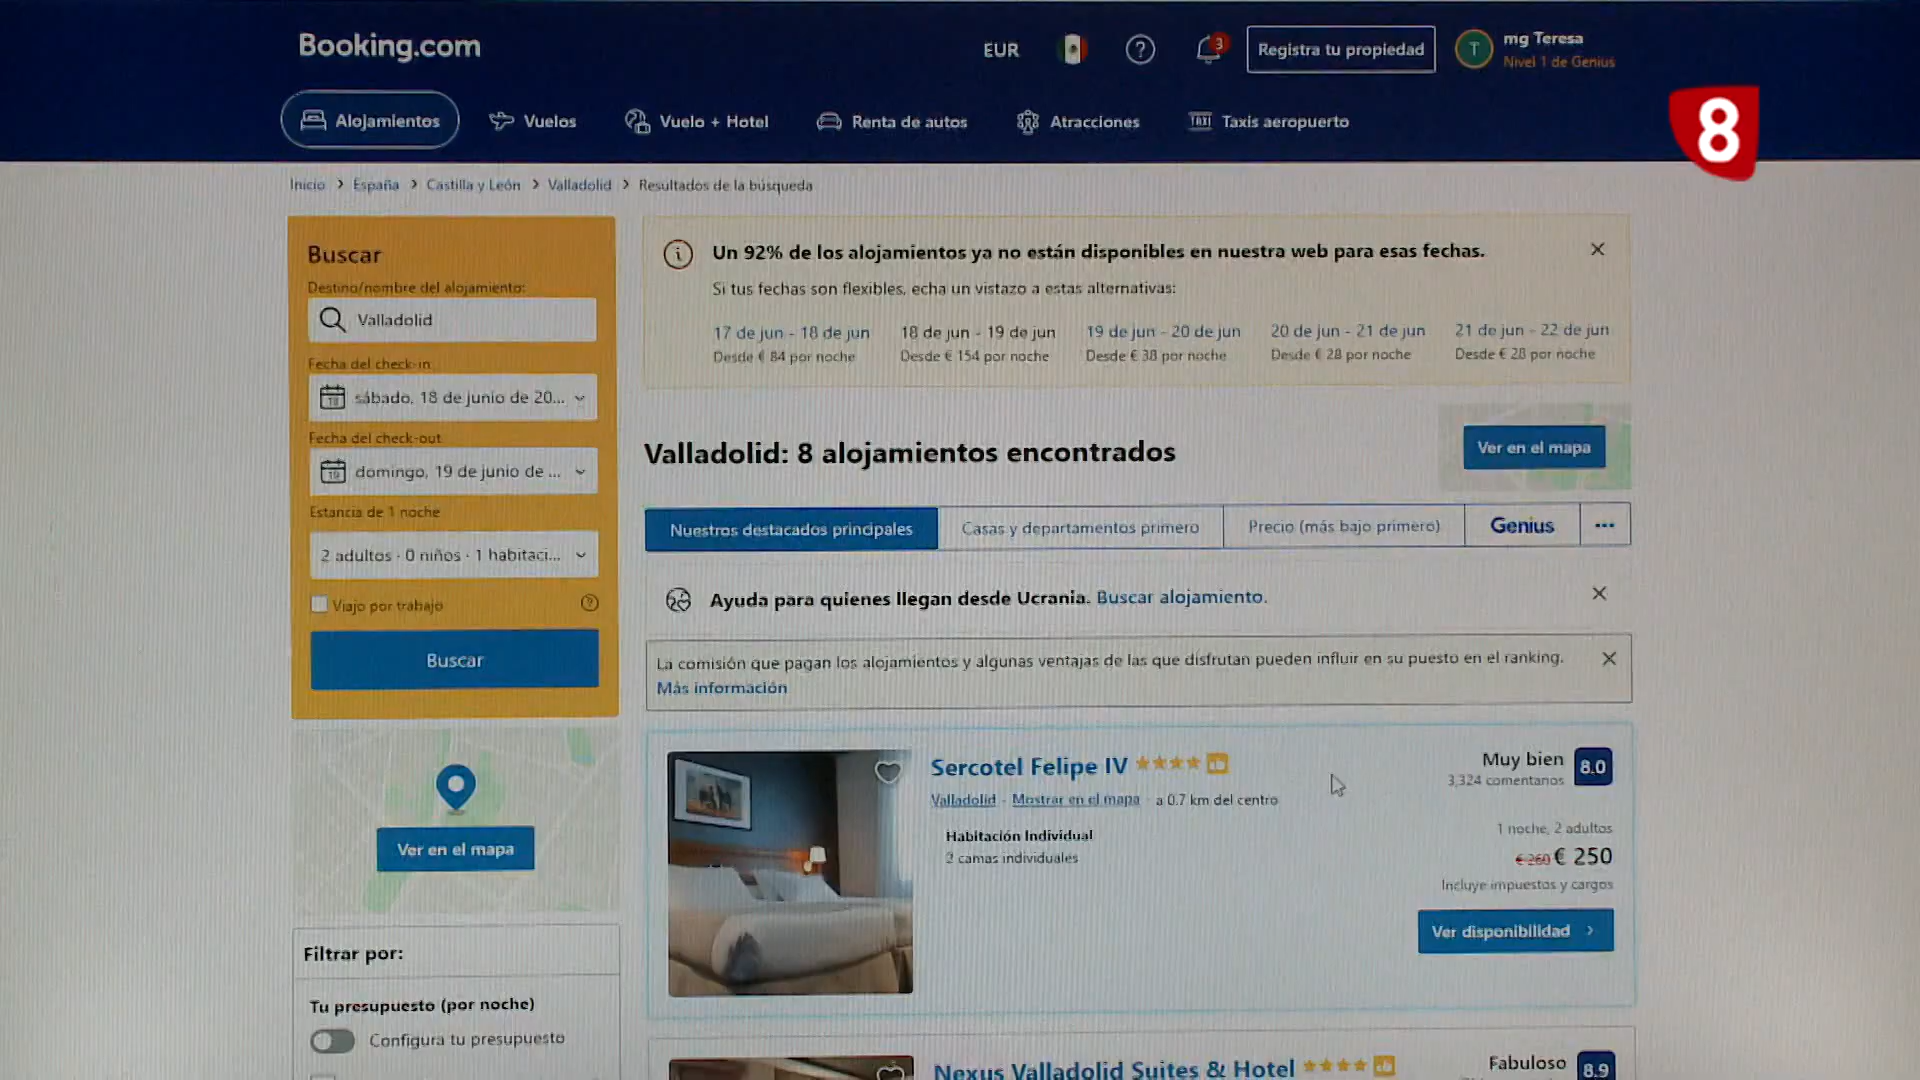 Booking.com
EUR
3
Registra tu propiedad
T
mg Teresa
Nivel 1 de Genius
Alojamientos
Vuelos
Vuelo + Hotel
Renta de autos
Atracciones
TAXI
Taxis aeropuerto
8
Inicio > España > Castilla y León > Valladolid > Resultados de la búsqueda
Buscar
Destino/nombre del alojamiento:
Valladolid
Fecha del check-in
sábado, 18 de junio de 20...
Fecha del check-out
domingo, 19 de junio de ...
Estancia de 1 noche
2 adultos · 0 niños · 1 habitaci...
Viajo por trabajo
Buscar
Ver en el mapa
Filtrar por:
Tu presupuesto (por noche)
Configura tu presupuesto
Un 92% de los alojamientos ya no están disponibles en nuestra web para esas fechas.
Si tus fechas son flexibles, echa un vistazo a estas alternativas:
17 de jun - 18 de jun
Desde € 84 por noche
18 de jun - 19 de jun
Desde € 154 por noche
19 de jun - 20 de jun
Desde € 38 por noche
20 de jun - 21 de jun
Desde € 28 por noche
21 de jun - 22 de jun
Desde € 28 por noche
Valladolid: 8 alojamientos encontrados
Ver en el mapa
Nuestros destacados principales
Casas y departamentos primero
Precio (más bajo primero)
Genius
...
Ayuda para quienes llegan desde Ucrania. Buscar alojamiento.
La comisión que pagan los alojamientos y algunas ventajas de las que disfrutan pueden influir en su puesto en el ranking.
Más información
Sercotel Felipe IV
Valladolid · Mostrar en el mapa · a 0.7 km del centro
Habitación Individual
2 camas individuales
Muy bien
3,324 comentarios
8.0
1 noche, 2 adultos
€ 260 € 250
Incluye impuestos y cargos
Ver disponibilidad >
Nexus Valladolid Suites & Hotel
Fabuloso
8.9